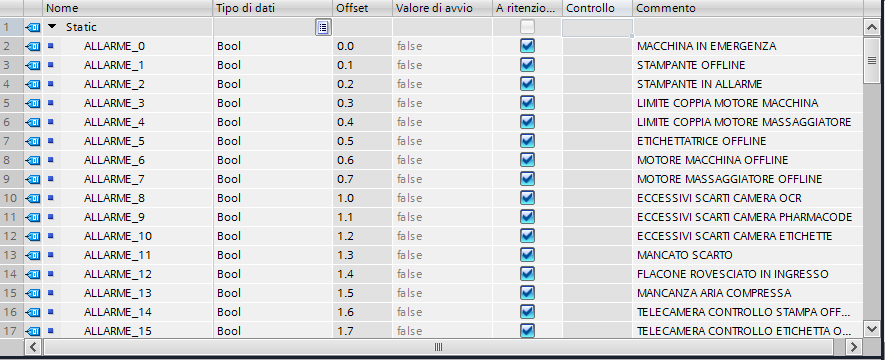 Nome Tipo di dati Offset Valore di avvio A ritenzio... Controllo Commento
1 Static
2 ALLARME_0 Bool 0.0 false MACCHINA IN EMERGENZA
3 ALLARME_1 Bool 0.1 false STAMPANTE OFFLINE
4 ALLARME_2 Bool 0.2 false STAMPANTE IN ALLARME
5 ALLARME_3 Bool 0.3 false LIMITE COPPIA MOTORE MACCHINA
6 ALLARME_4 Bool 0.4 false LIMITE COPPIA MOTORE MASSAGGIATORE
7 ALLARME_5 Bool 0.5 false ETICHETTATRICE OFFLINE
8 ALLARME_6 Bool 0.6 false MOTORE MACCHINA OFFLINE
9 ALLARME_7 Bool 0.7 false MOTORE MASSAGGIATORE OFFLINE
10 ALLARME_8 Bool 1.0 false ECCESSIVI SCARTI CAMERA OCR
11 ALLARME_9 Bool 1.1 false ECCESSIVI SCARTI CAMERA PHARMACODE
12 ALLARME_10 Bool 1.2 false ECCESSIVI SCARTI CAMERA ETICHETTE
13 ALLARME_11 Bool 1.3 false MANCATO SCARTO
14 ALLARME_12 Bool 1.4 false FLACONE ROVESCIATO IN INGRESSO
15 ALLARME_13 Bool 1.5 false MANCANZA ARIA COMPRESSA
16 ALLARME_14 Bool 1.6 false TELECAMERA CONTROLLO STAMPA OFF...
17 ALLARME_15 Bool 1.7 false TELECAMERA CONTROLLO ETICHETTA O...